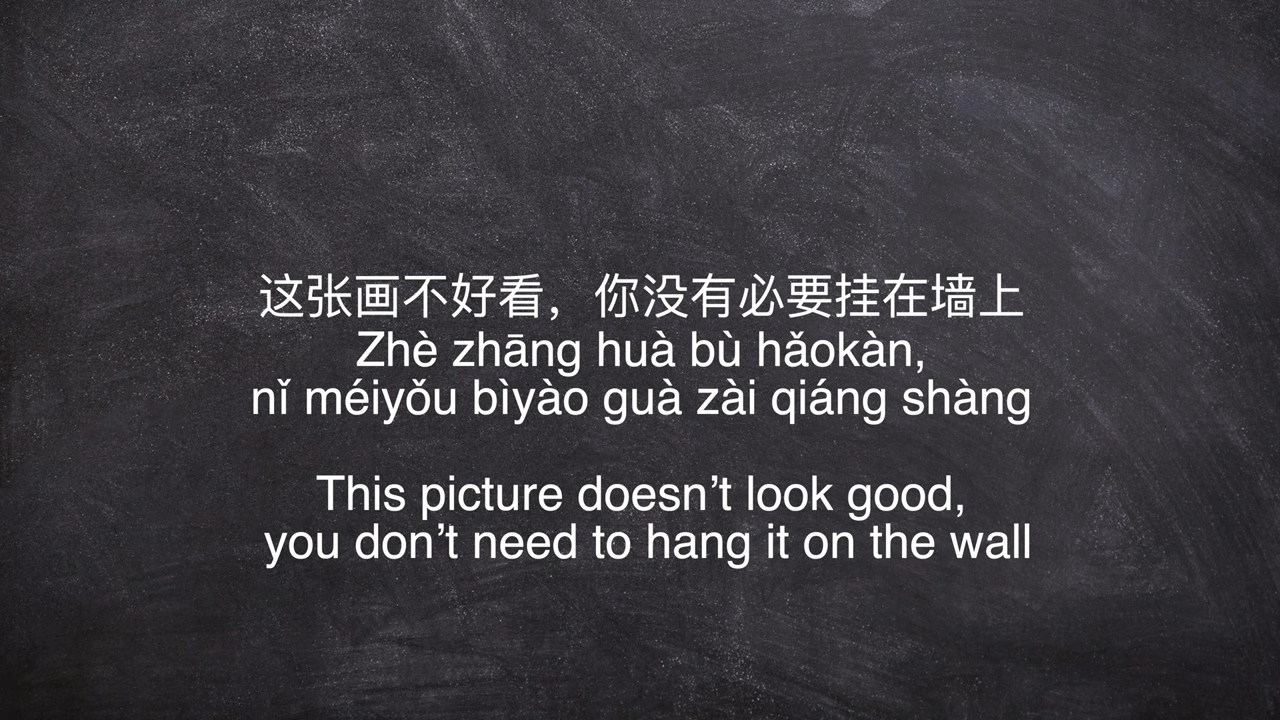 这张画不好看，你没有必要挂在墙上
Zhè zhāng huà bù hǎokàn,
nǐ méiyǒu bìyào guà zài qiáng shàng
This picture doesn’t look good,
you don’t need to hang it on the wall